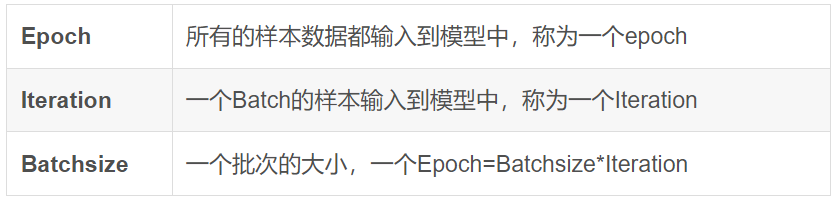 Epoch 所有的样本数据都输入到模型中，称为一个epoch
Iteration 一个Batch的样本输入到模型中，称为一个Iteration
Batchsize 一个批次的大小，一个Epoch=Batchsize*Iteration